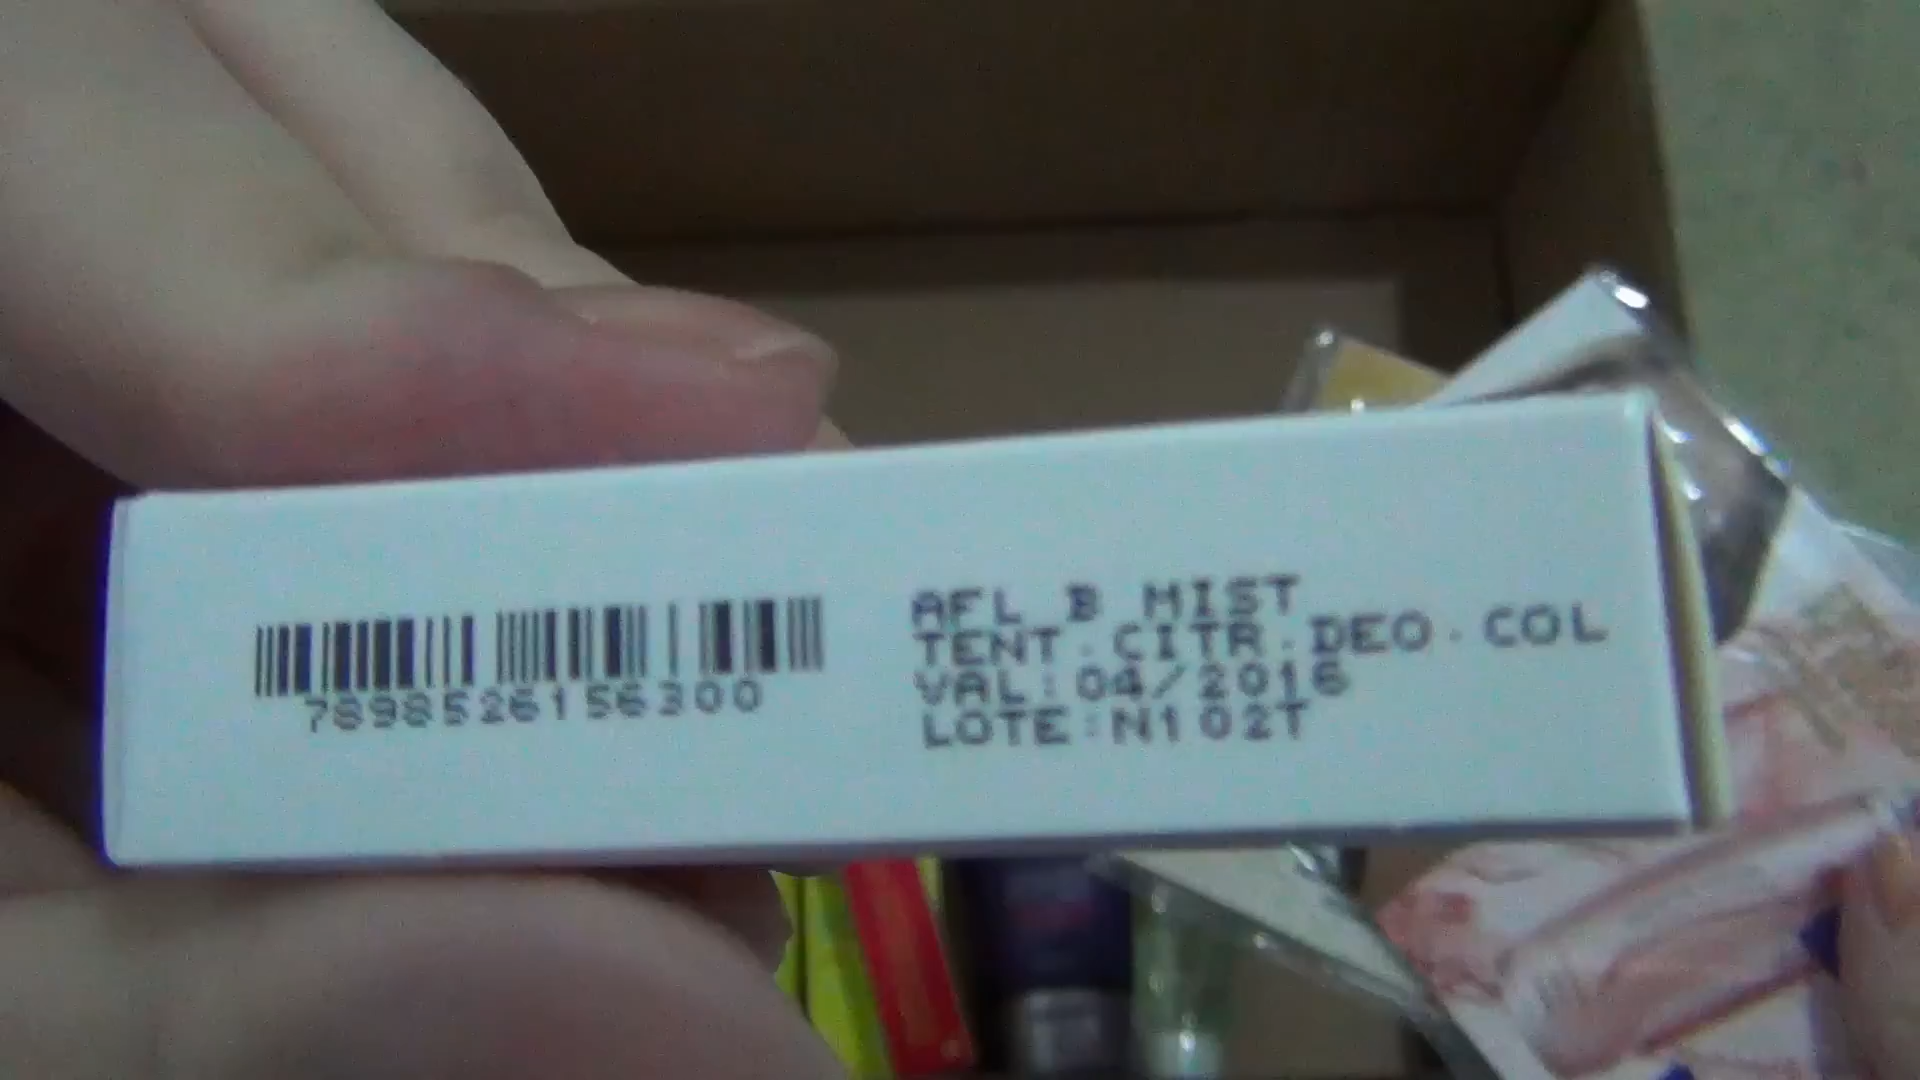 AFL B MIST
TENT.CITR.DEO.COL
VAL:04/2016
LOTE:N102T
7898526156300